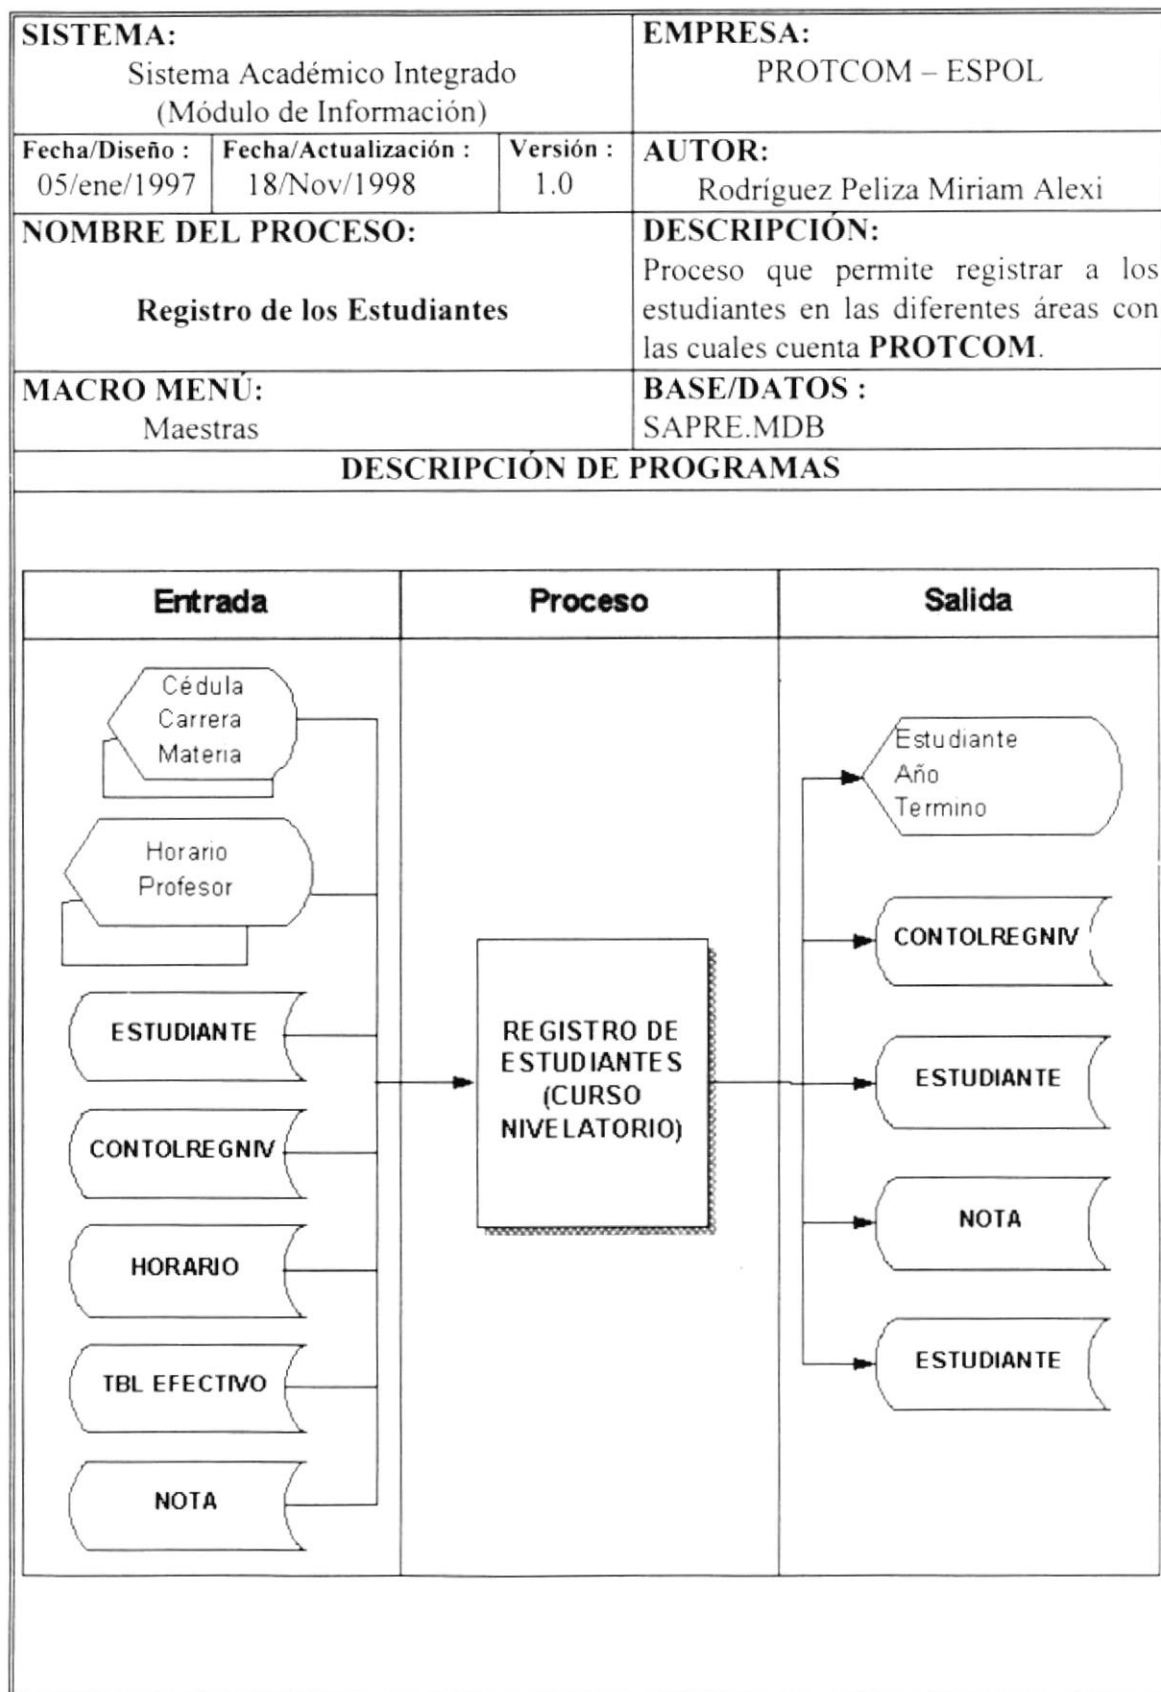 SISTEMA:
Sistema Académico Integrado
(Módulo de Información)
EMPRESA:
PROTCOM – ESPOL
Fecha/Diseño :
05/ene/1997
Fecha/Actualización :
18/Nov/1998
Versión :
1.0
AUTOR:
Rodríguez Peliza Miriam Alexi
NOMBRE DEL PROCESO:
Registro de los Estudiantes
DESCRIPCIÓN:
Proceso que permite registrar a los
estudiantes en las diferentes áreas con
las cuales cuenta PROTCOM.
MACRO MENÚ:
Maestras
BASE/DATOS :
SAPRE.MDB
DESCRIPCIÓN DE PROGRAMAS
Entrada
Proceso
Salida
Cédula
Carrera
Materia
Horario
Profesor
ESTUDIANTE
CONTOLREGNIV
HORARIO
TBL EFECTIVO
NOTA
REGISTRO DE
ESTUDIANTES
(CURSO
NIVELATORIO)
Estudiante
Año
Termino
CONTOLREGNIV
ESTUDIANTE
NOTA
ESTUDIANTE